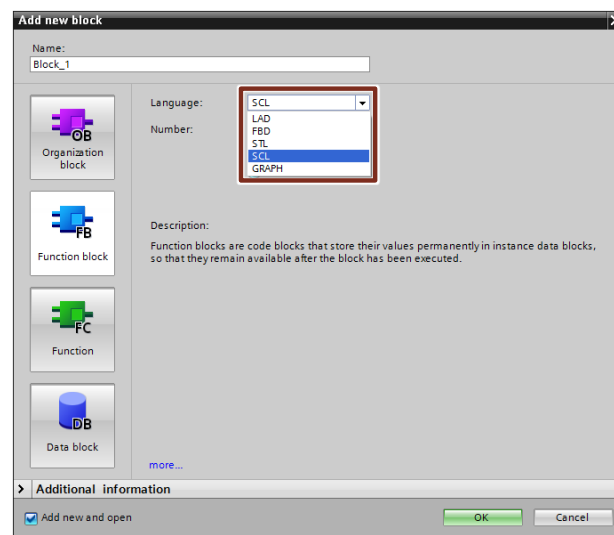 Add new block
Name:
Block_1
OB
Organization
block
FB
Function block
FC
Function
DB
Data block
Language:
SCL
LAD
FBD
STL
SCL
GRAPH
Number:
Description:
Function blocks are code blocks that store their values permanently in instance data blocks,
so that they remain available after the block has been executed.
more...
> Additional information
Add new and open
OK
Cancel